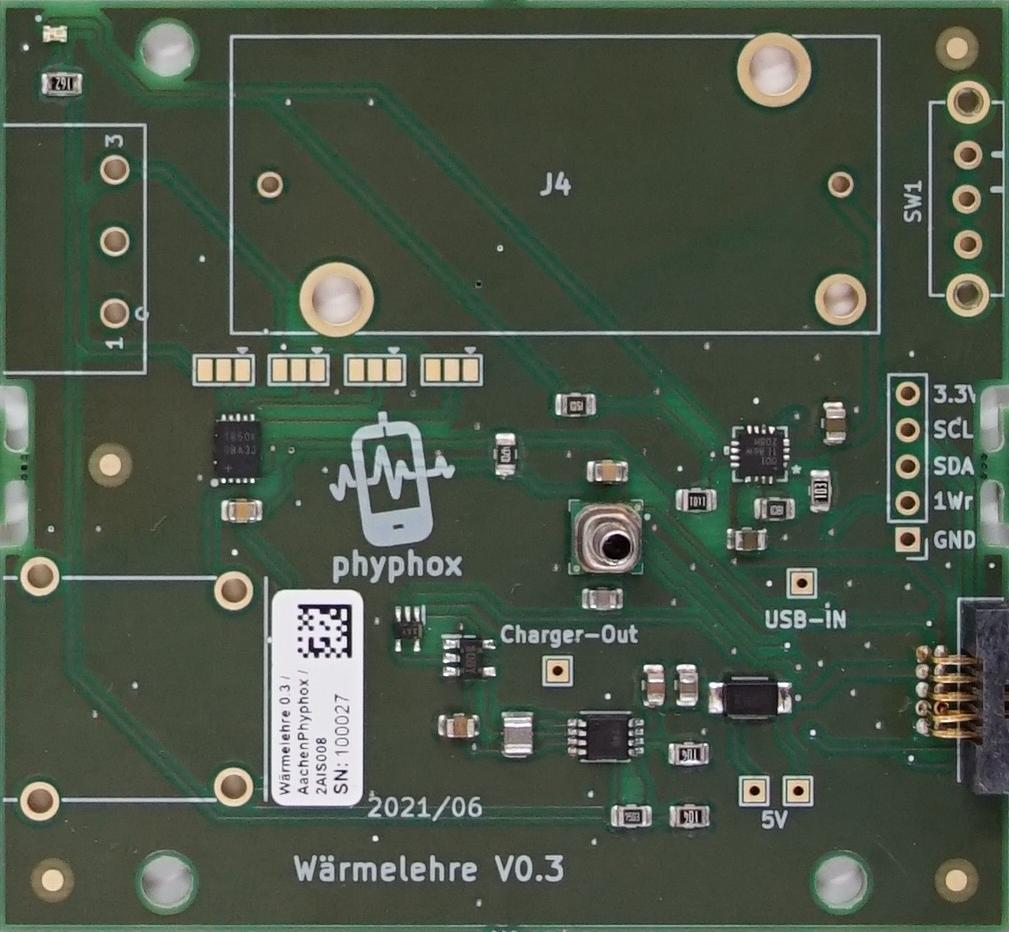 162
3
1
J4
SW1
3.3V
SCL
SDA
1Wr
GND
phyphox
USB-IN
Charger-Out
Wärmelehre 0.3 /
AachenPhyphox /
2AIS008
SN: 100027
2021/06
5V
Wärmelehre V0.3